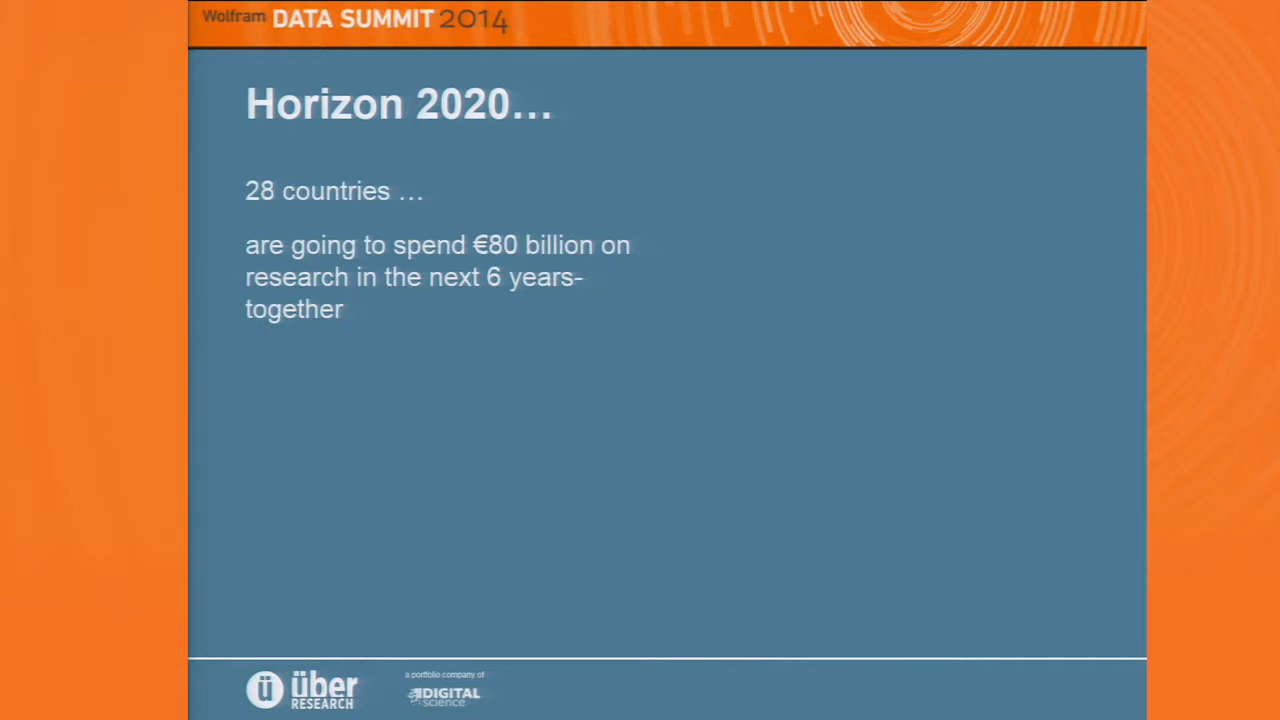 Wolfram DATA SUMMIT 2014
Horizon 2020…
28 countries …
are going to spend €80 billion on
research in the next 6 years-
together
ü über
RESEARCH
a portfolio company of
DIGITAL
science